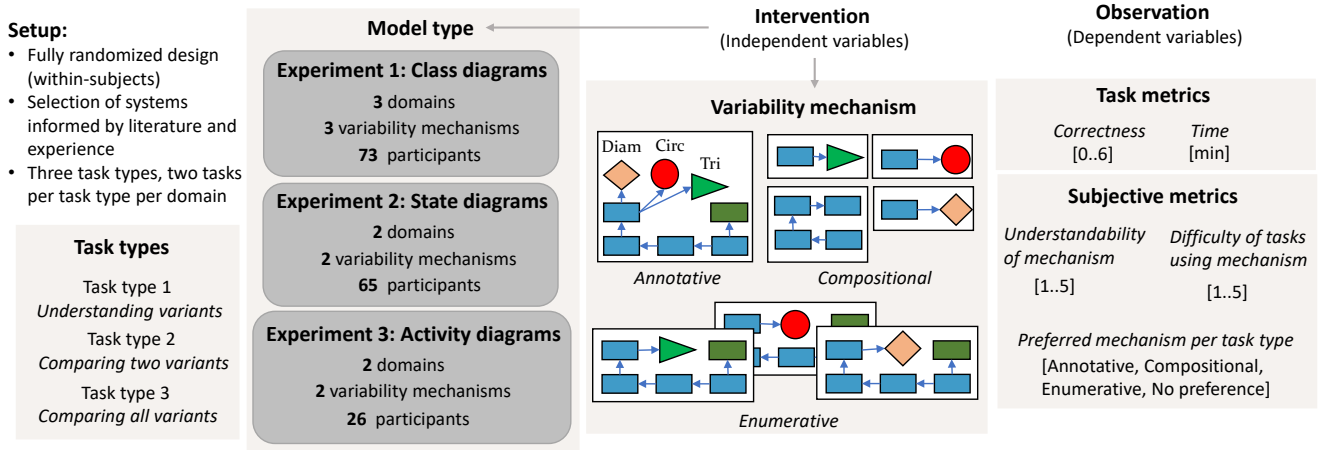 Setup:
• Fully randomized design
(within-subjects)
• Selection of systems
informed by literature and
experience
• Three task types, two tasks
per task type per domain
Task types
Task type 1
Understanding variants
Task type 2
Comparing two variants
Task type 3
Comparing all variants
Model type
Experiment 1: Class diagrams
3 domains
3 variability mechanisms
73 participants
Experiment 2: State diagrams
2 domains
2 variability mechanisms
65 participants
Experiment 3: Activity diagrams
2 domains
2 variability mechanisms
26 participants
Intervention
(Independent variables)
Variability mechanism
Diam Circ
Tri
Annotative
Compositional
Enumerative
Observation
(Dependent variables)
Task metrics
Correctness Time
[0..6] [min]
Subjective metrics
Understandability
of mechanism
[1..5]
Difficulty of tasks
using mechanism
[1..5]
Preferred mechanism per task type
[Annotative, Compositional,
Enumerative, No preference]